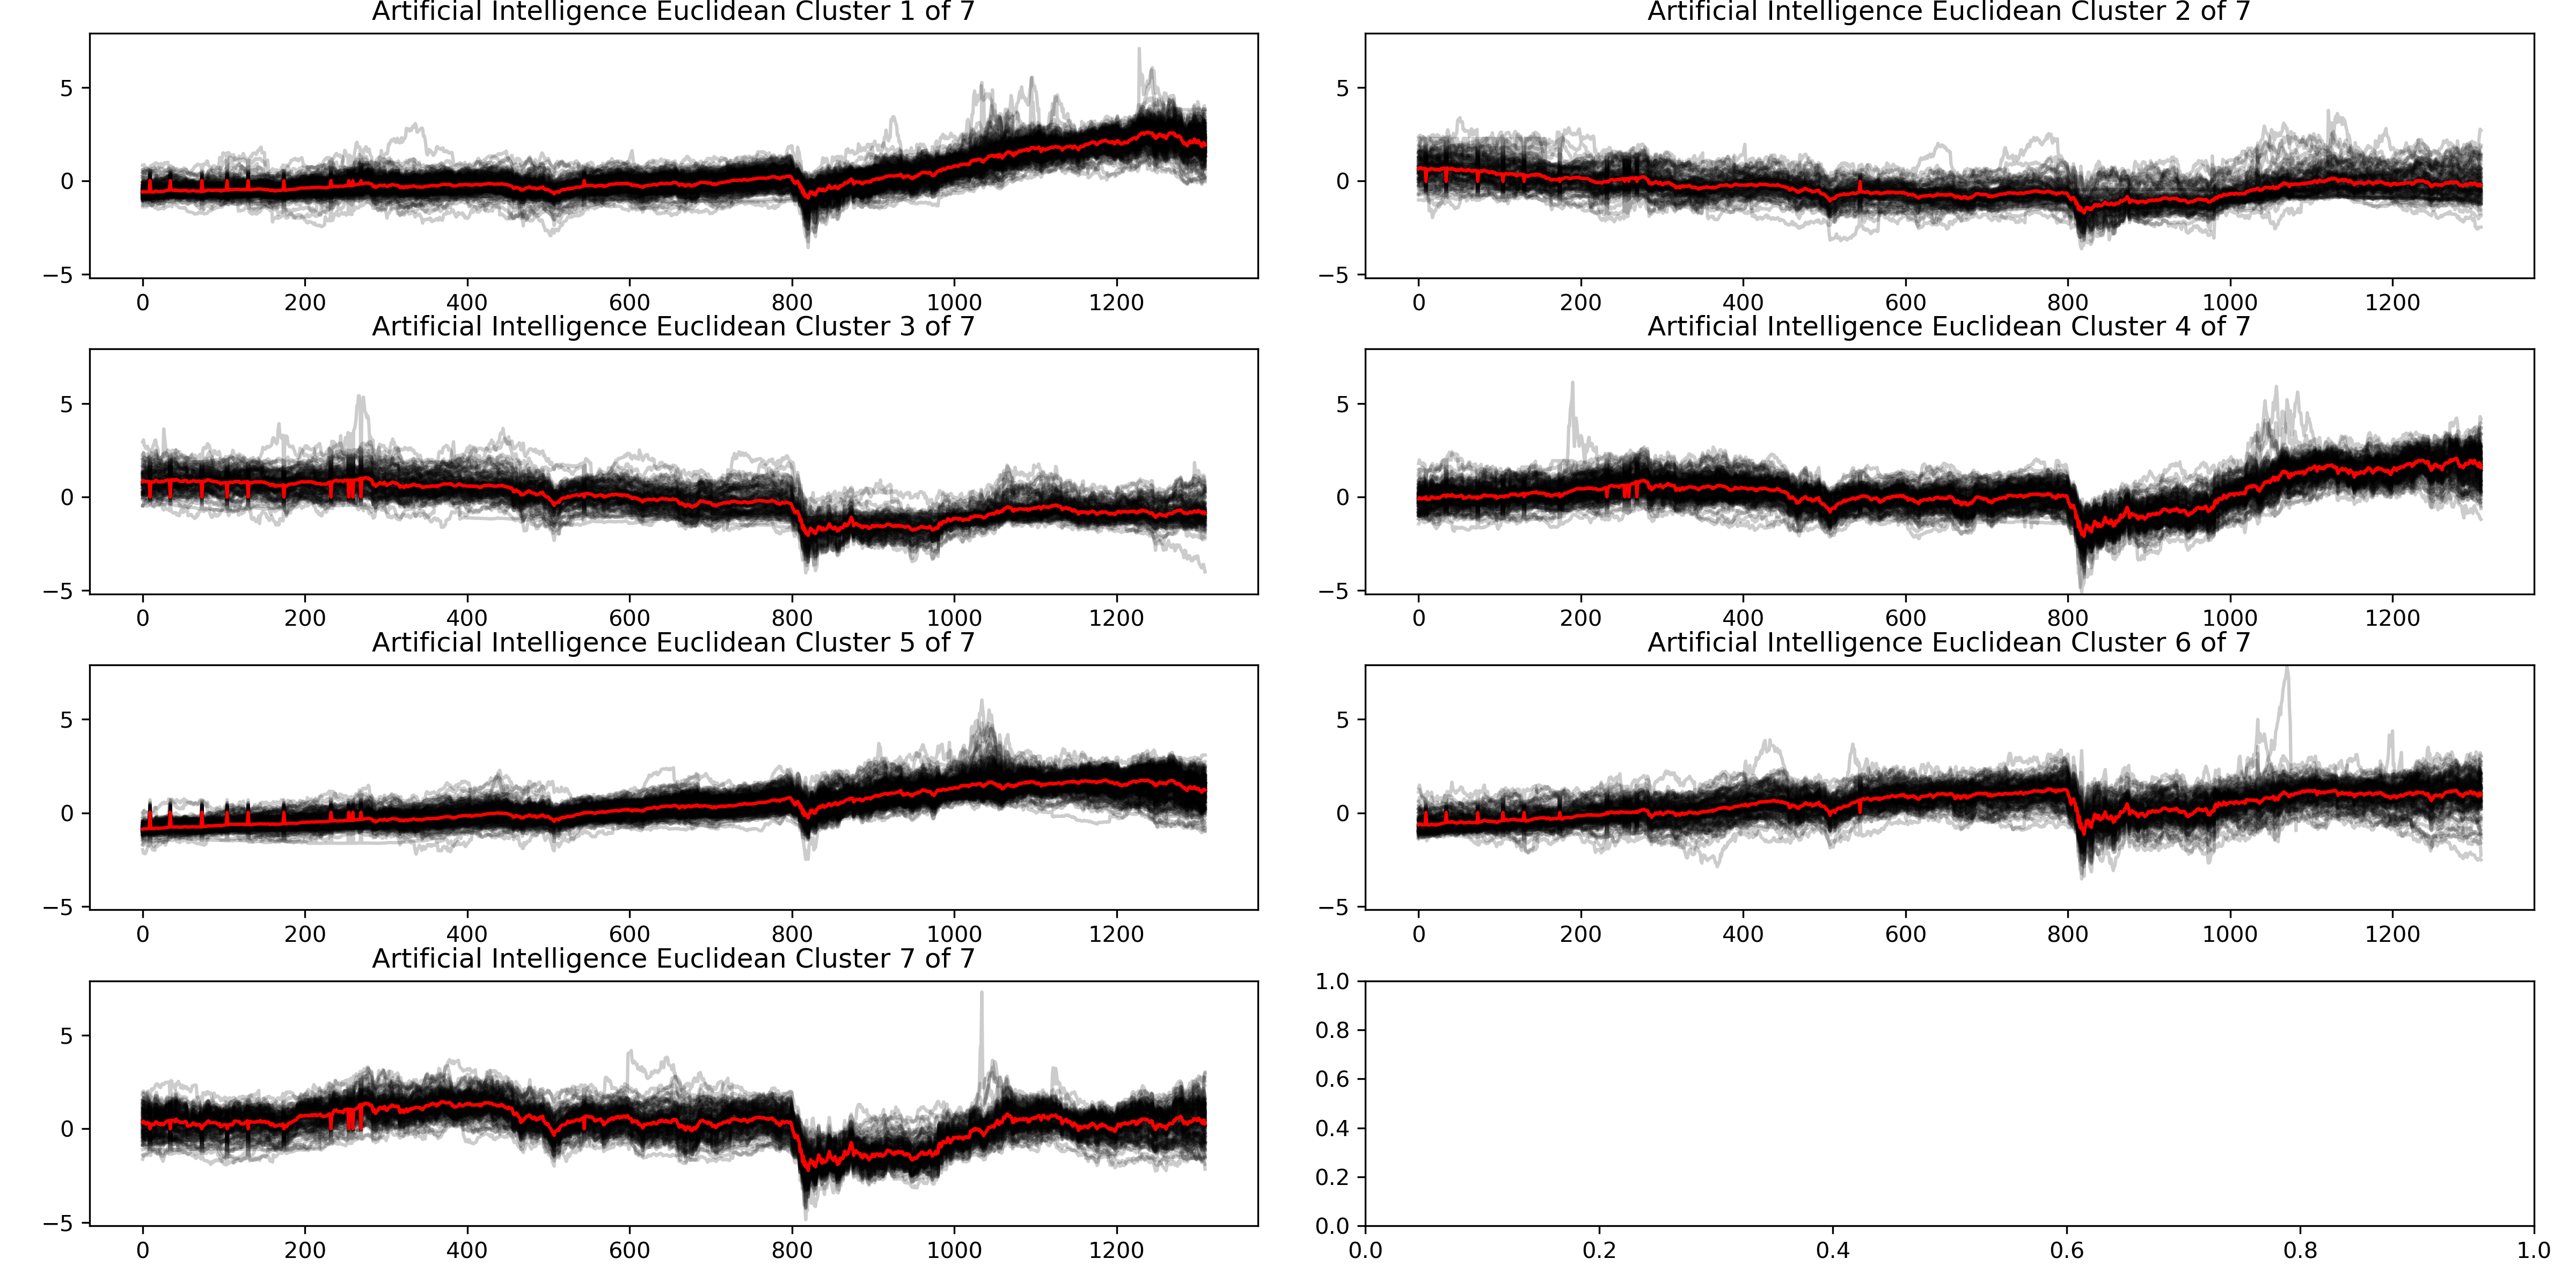 Artificial Intelligence Euclidean Cluster 1 of 7
5
0
−5
0 200 400 600 800 1000 1200
Artificial Intelligence Euclidean Cluster 2 of 7
5
0
−5
0 200 400 600 800 1000 1200
Artificial Intelligence Euclidean Cluster 3 of 7
5
0
−5
0 200 400 600 800 1000 1200
Artificial Intelligence Euclidean Cluster 4 of 7
5
0
−5
0 200 400 600 800 1000 1200
Artificial Intelligence Euclidean Cluster 5 of 7
5
0
−5
0 200 400 600 800 1000 1200
Artificial Intelligence Euclidean Cluster 6 of 7
5
0
−5
0 200 400 600 800 1000 1200
Artificial Intelligence Euclidean Cluster 7 of 7
5
0
−5
0 200 400 600 800 1000 1200
1.0
0.8
0.6
0.4
0.2
0.0
0.0 0.2 0.4 0.6 0.8 1.0